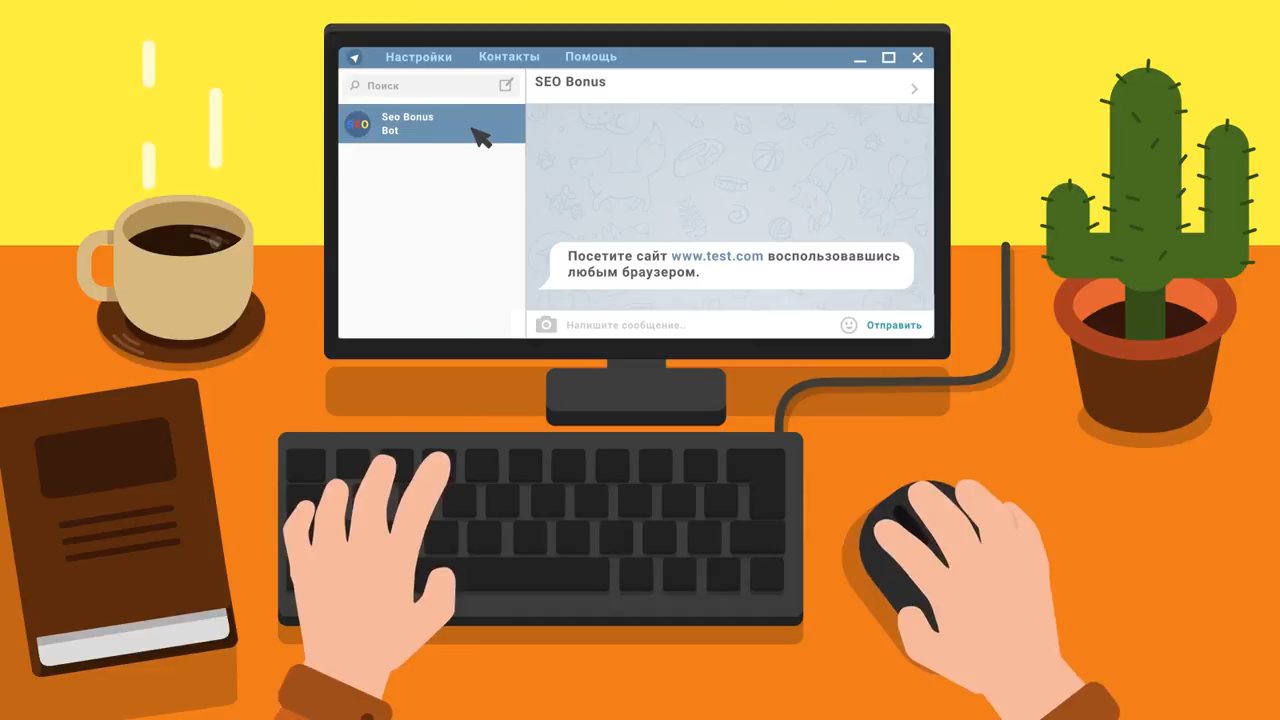 Настройки Контакты Помощь
Поиск
SEO Bonus
SEO
Seo Bonus
Bot
Посетите сайт www.test.com воспользовавшись
любым браузером.
Напишите сообщение..
Отправить